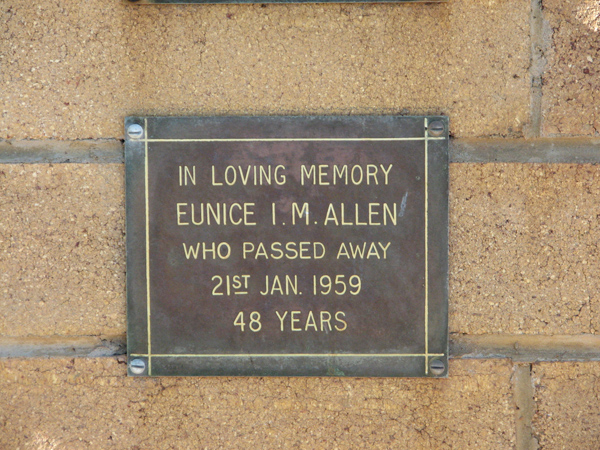 IN LOVING MEMORY
EUNICE I. M. ALLEN
WHO PASSED AWAY
21ST JAN. 1959
48 YEARS